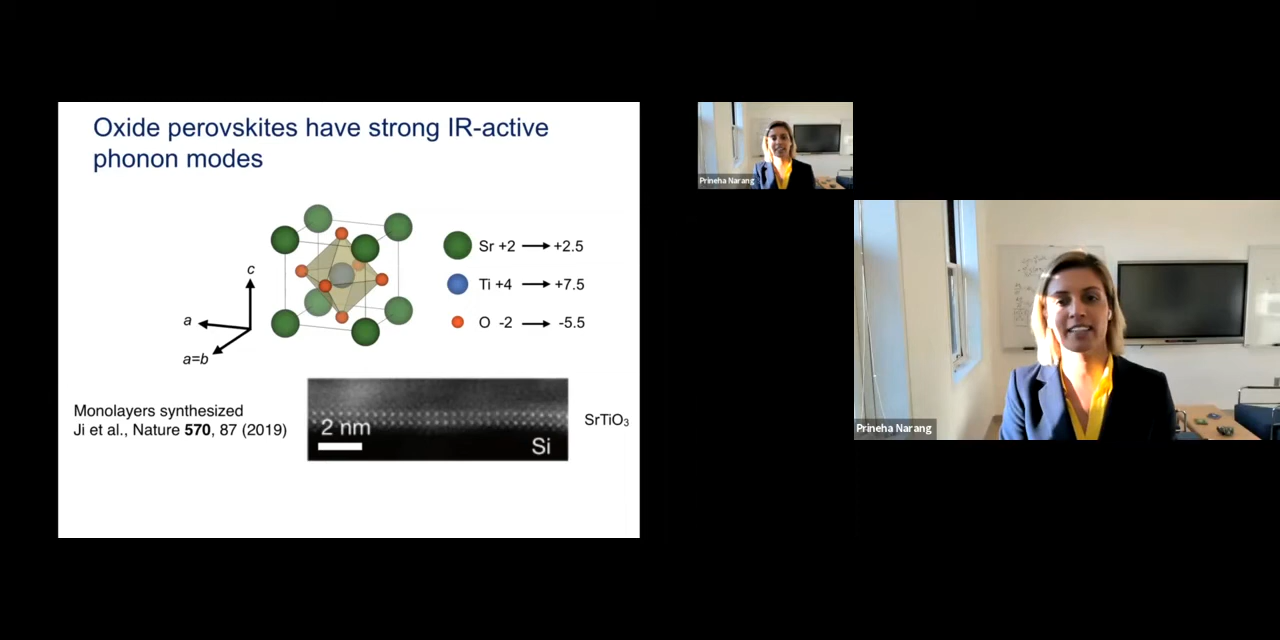 Oxide perovskites have strong IR-active
phonon modes
c
a
a=b
Sr +2 → +2.5
Ti +4 → +7.5
O -2 → -5.5
Monolayers synthesized
Ji et al., Nature 570, 87 (2019)
2 nm
Si
SrTiO₃
Prineha Narang
Prineha Narang